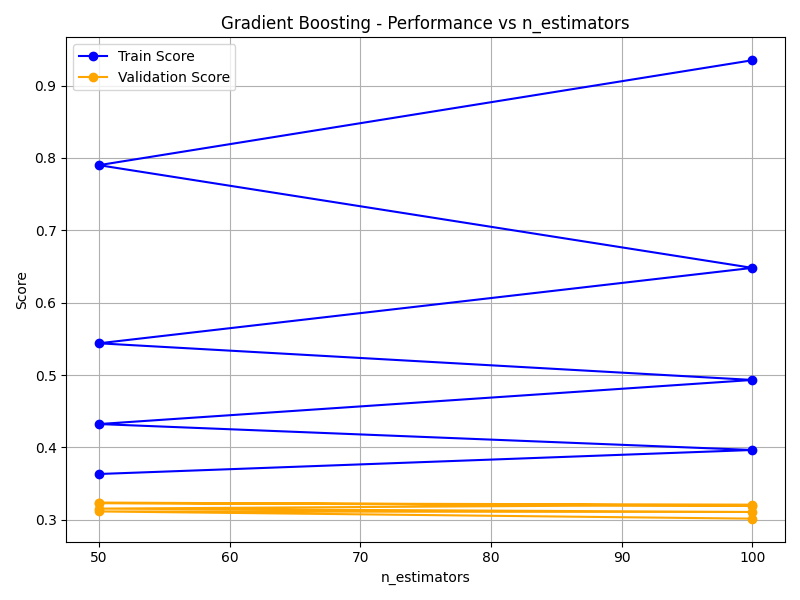 Gradient Boosting - Performance vs n_estimators
Train Score
Validation Score
Score
0.9
0.8
0.7
0.6
0.5
0.4
0.3
50 60 70 80 90 100
n_estimators